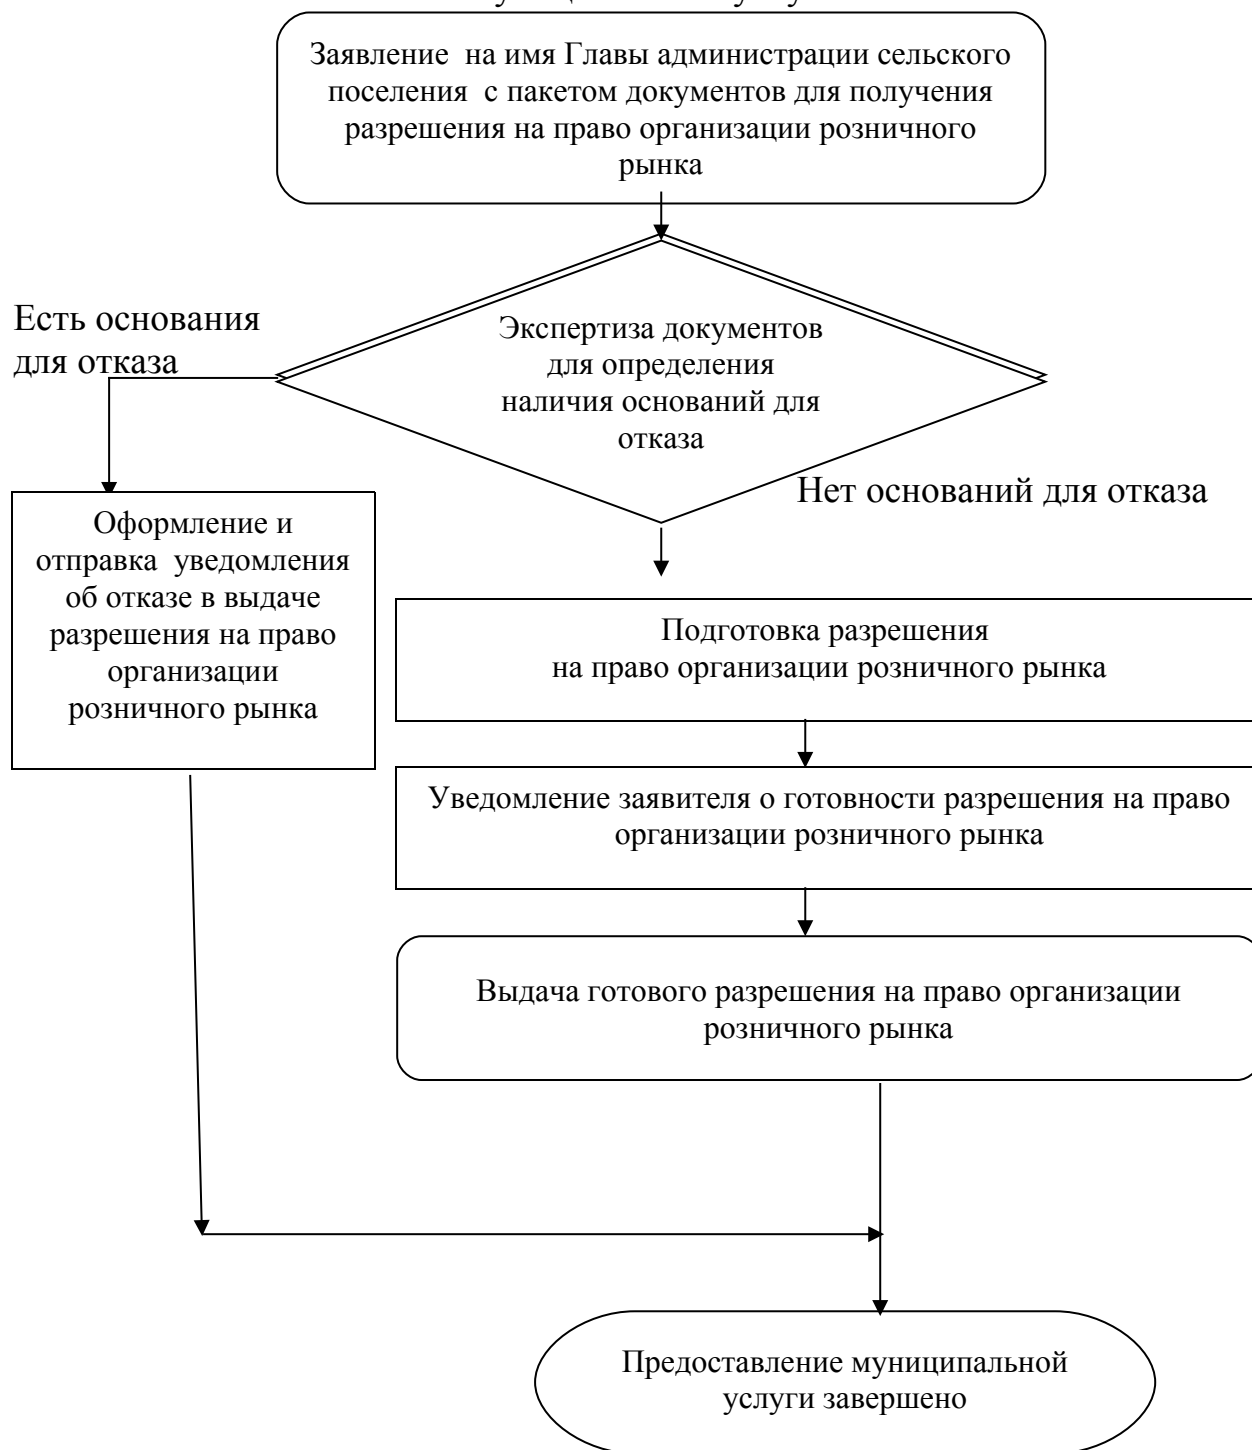 Заявление на имя Главы администрации сельского
поселения с пакетом документов для получения
разрешения на право организации розничного
рынка
Есть основания
для отказа
Экспертиза документов
для определения
наличия оснований для
отказа
Нет оснований для отказа
Оформление и
отправка уведомления
об отказе в выдаче
разрешения на право
организации
розничного рынка
Подготовка разрешения
на право организации розничного рынка
Уведомление заявителя о готовности разрешения на право
организации розничного рынка
Выдача готового разрешения на право организации
розничного рынка
Предоставление муниципальной
услуги завершено